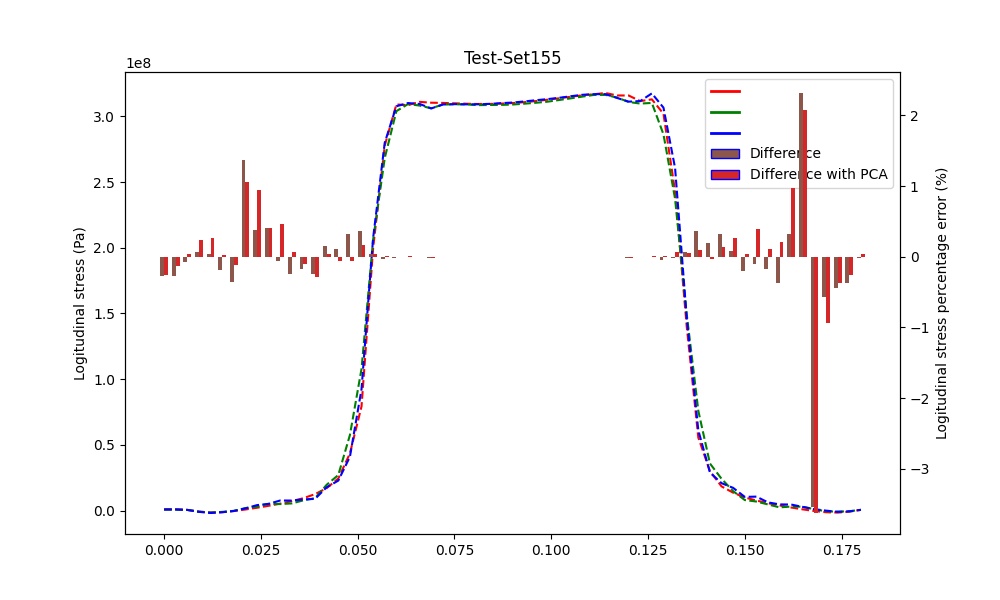 Test-Set155
1e8
3.0
2.5
2.0
1.5
1.0
0.5
0.0
Logitudinal stress (Pa)
Difference
Difference with PCA
2
1
0
−1
−2
−3
Logitudinal stress percentage error (%)
0.000 0.025 0.050 0.075 0.100 0.125 0.150 0.175